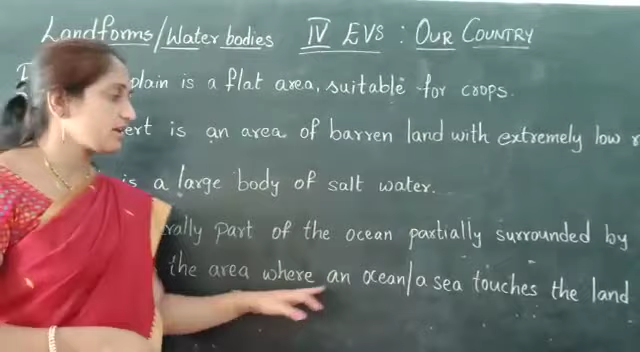 Landforms/Water bodies IV EVS : OUR COUNTRY
plain is a flat area, suitable for crops.
ert is an area of barren land with extremely low r
is a large body of salt water.
rally part of the ocean partially surrounded by
the area where an ocean/a sea touches the land